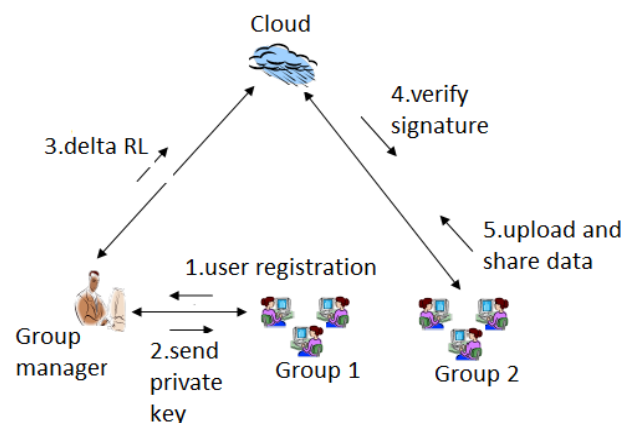 Cloud
4.verify
signature
3.delta RL
5.upload and
share data
1.user registration
Group
manager
2.send
private
key
Group 1
Group 2